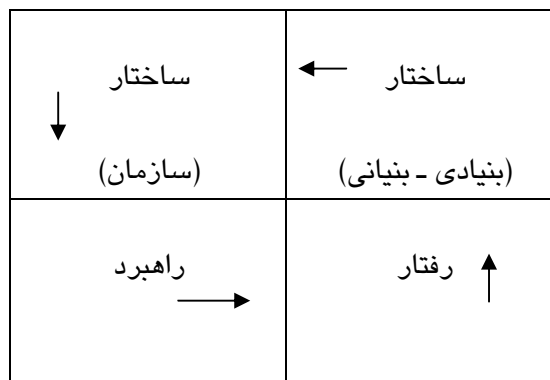 ساختار
(بنیادی ـ بنیانی)
ساختار
(سازمان)
رفتار
راهبرد